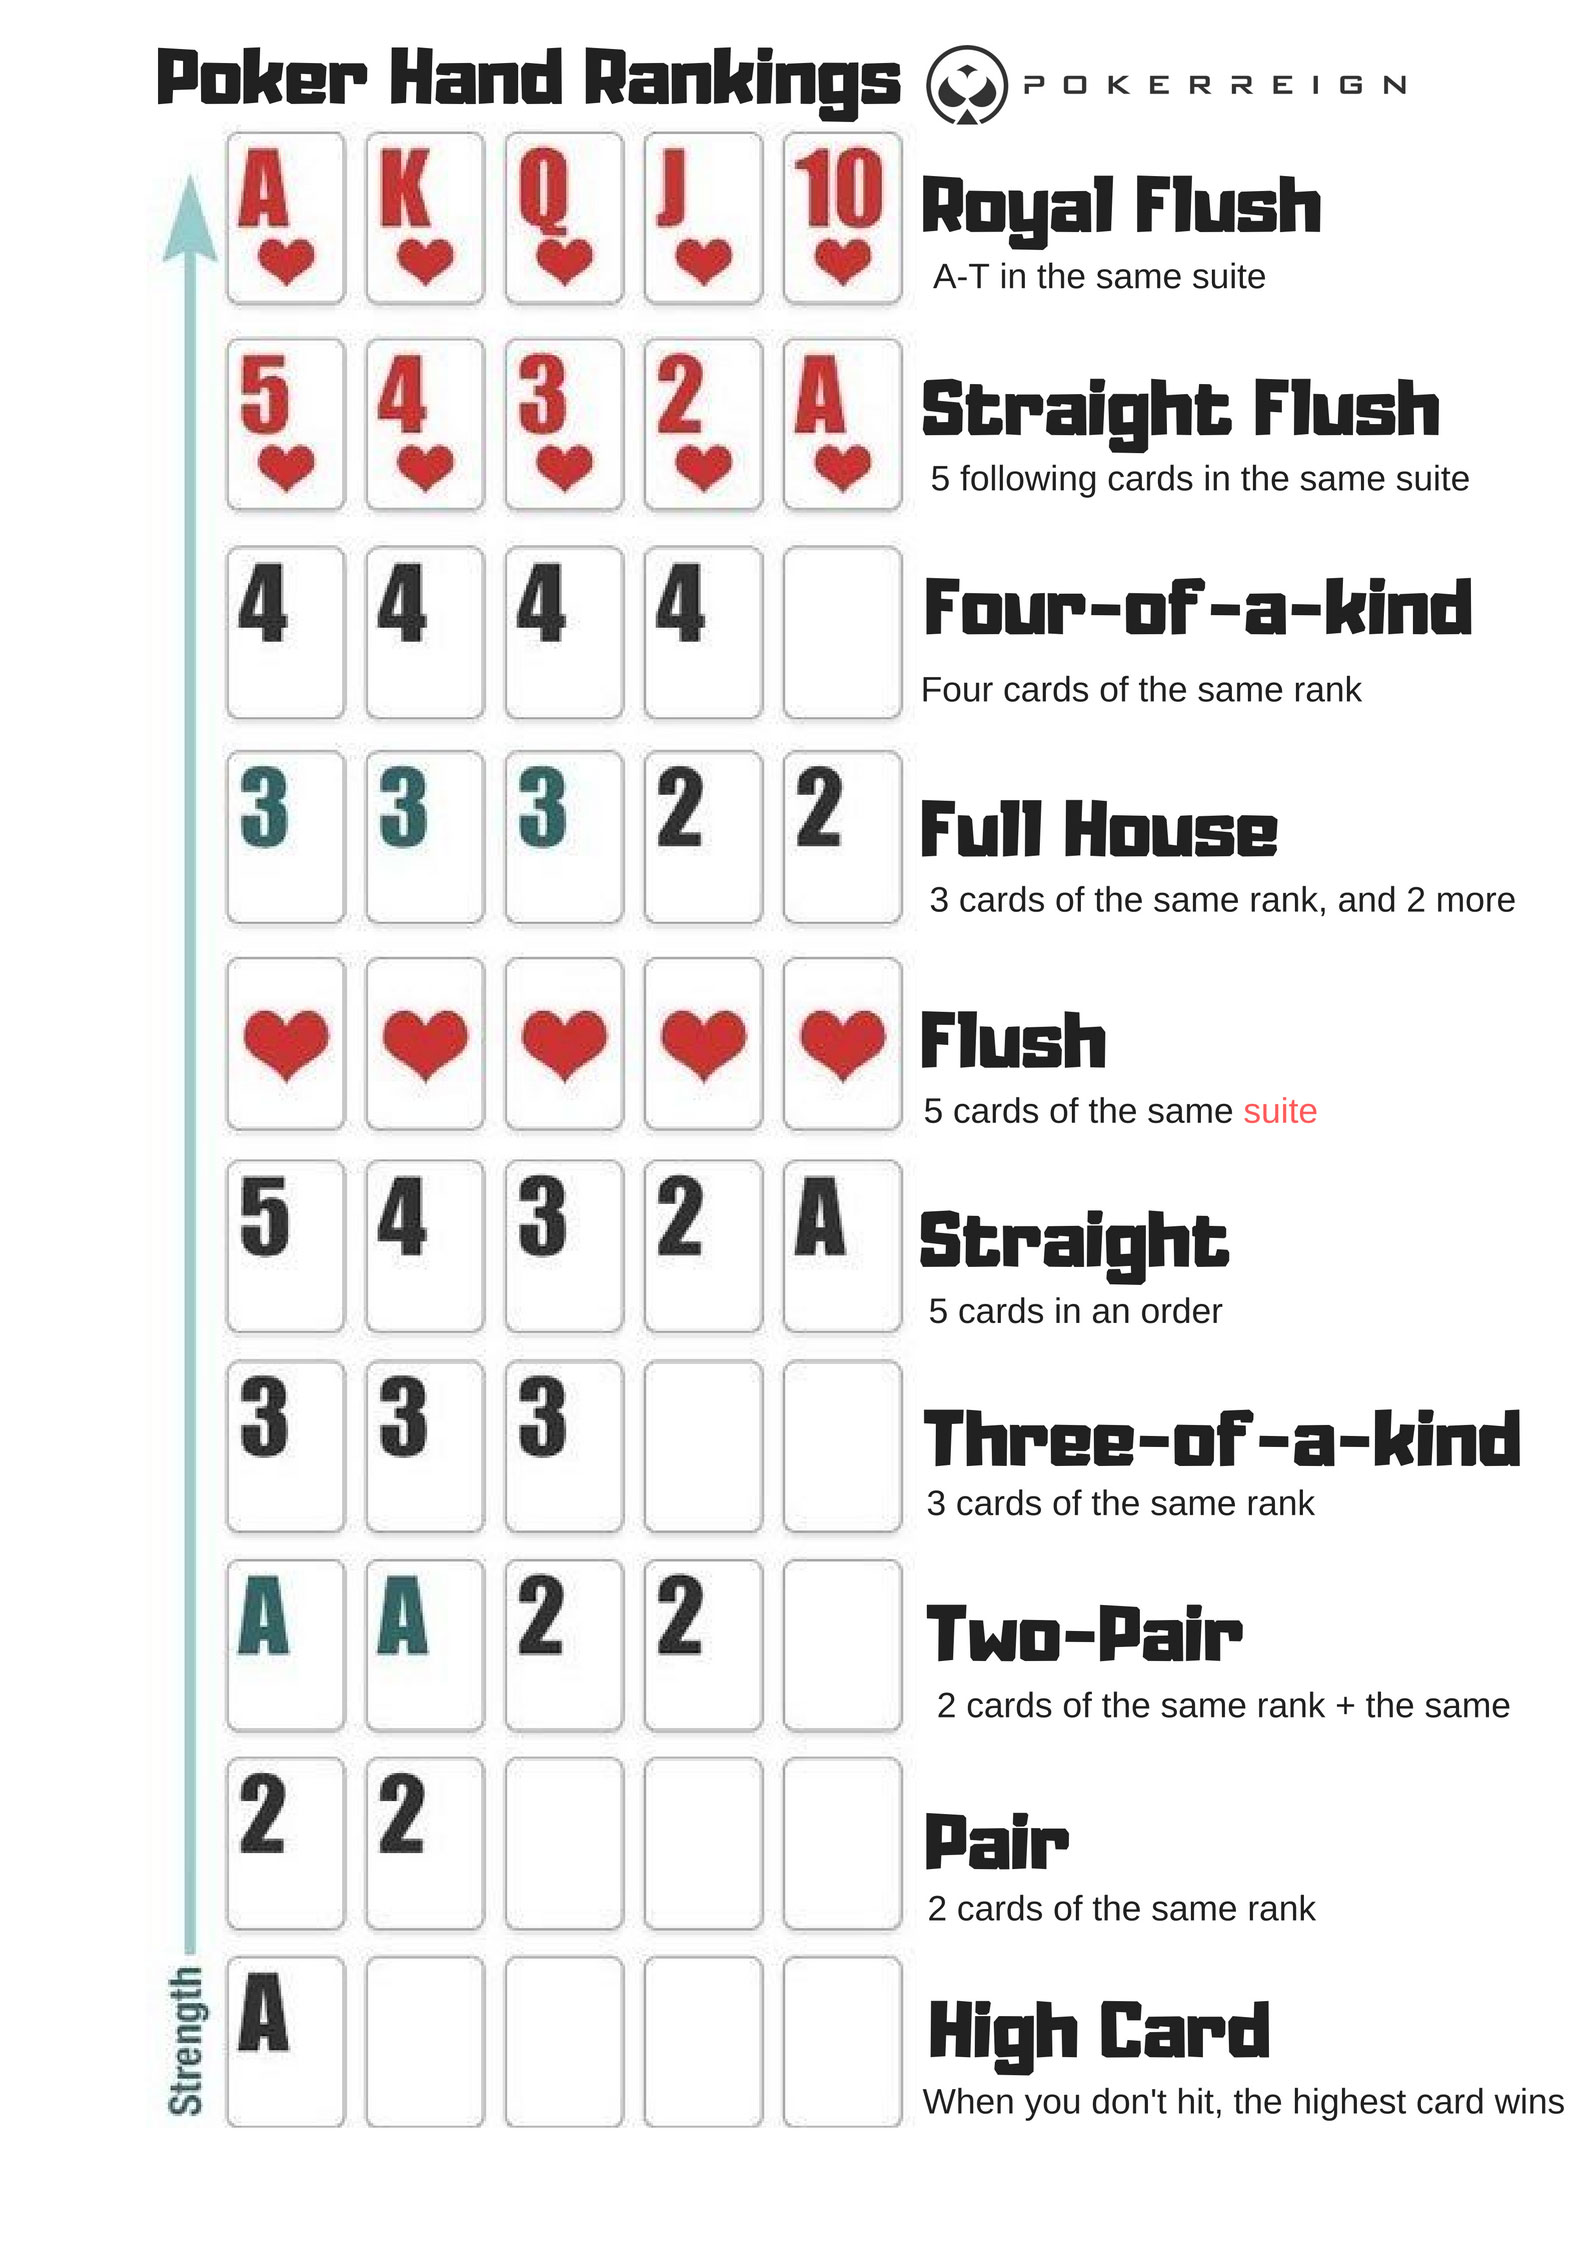 Poker Hand Rankings POKERREIGN
A K Q J 10
Royal Flush
A-T in the same suite
5 4 3 2 A
Straight Flush
5 following cards in the same suite
4 4 4 4
Four-of-a-kind
Four cards of the same rank
3 3 3 2 2
Full House
3 cards of the same rank, and 2 more
Flush
5 cards of the same suite
5 4 3 2 A
Straight
5 cards in an order
3 3 3
Three-of-a-kind
3 cards of the same rank
A A 2 2
Two-Pair
2 cards of the same rank + the same
2 2
Pair
2 cards of the same rank
Strength
A
High Card
When you don't hit, the highest card wins